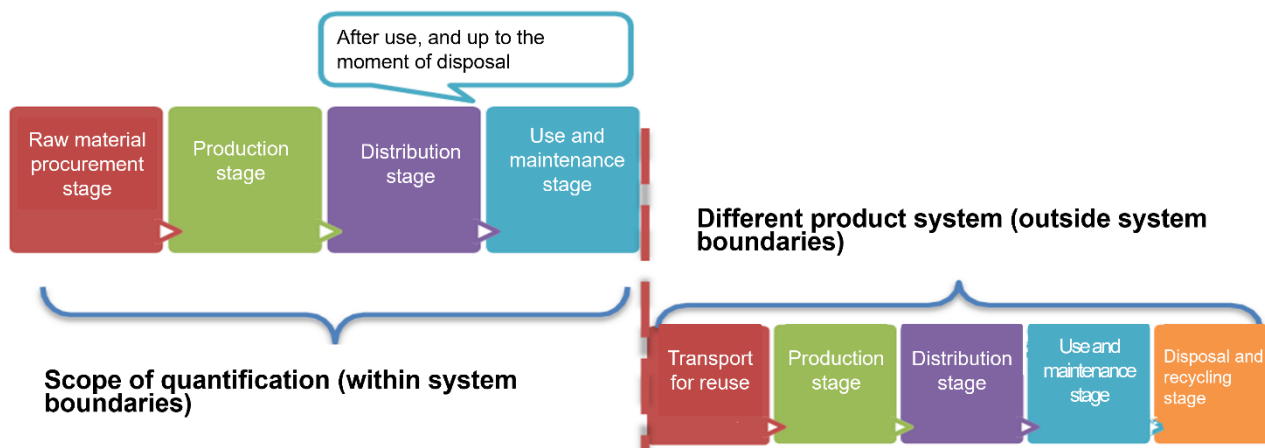 After use, and up to the
moment of disposal
Raw material
procurement
stage
Production
stage
Distribution
stage
Use and
maintenance
stage
Different product system (outside system
boundaries)
Scope of quantification (within system
boundaries)
Transport
for reuse
Production
stage
Distribution
stage
Use and
maintenance
stage
Disposal and
recycling
stage